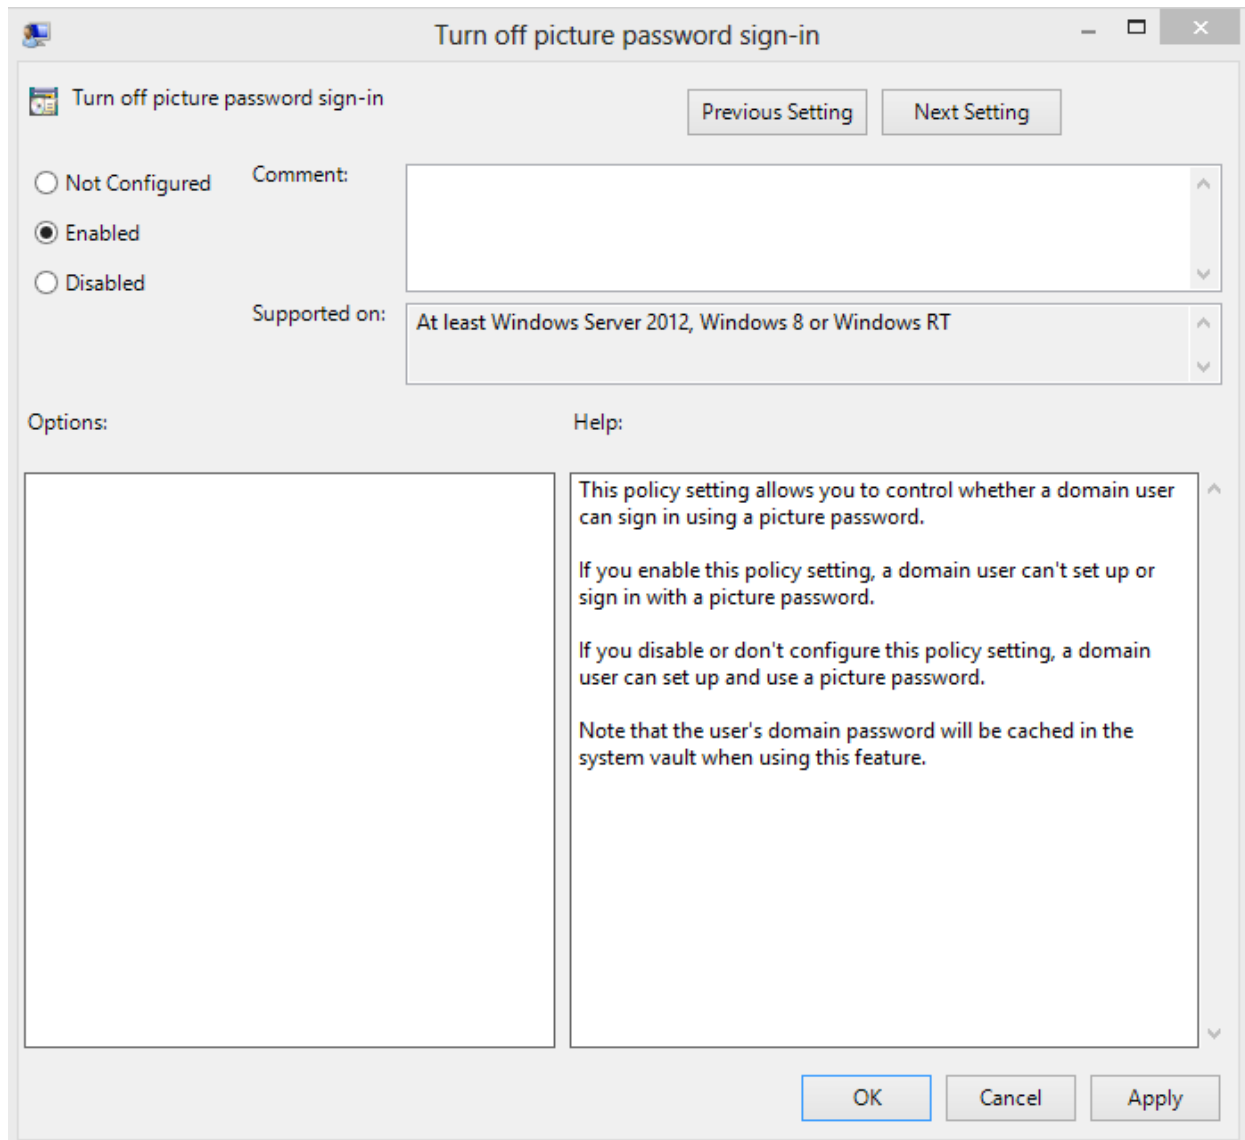 Turn off picture password sign-in
Turn off picture password sign-in
Previous Setting
Next Setting
Not Configured
Comment:
Enabled
Disabled
Supported on:
At least Windows Server 2012, Windows 8 or Windows RT
Options:
Help:
This policy setting allows you to control whether a domain user
can sign in using a picture password.
If you enable this policy setting, a domain user can't set up or
sign in with a picture password.
If you disable or don't configure this policy setting, a domain
user can set up and use a picture password.
Note that the user's domain password will be cached in the
system vault when using this feature.
OK
Cancel
Apply